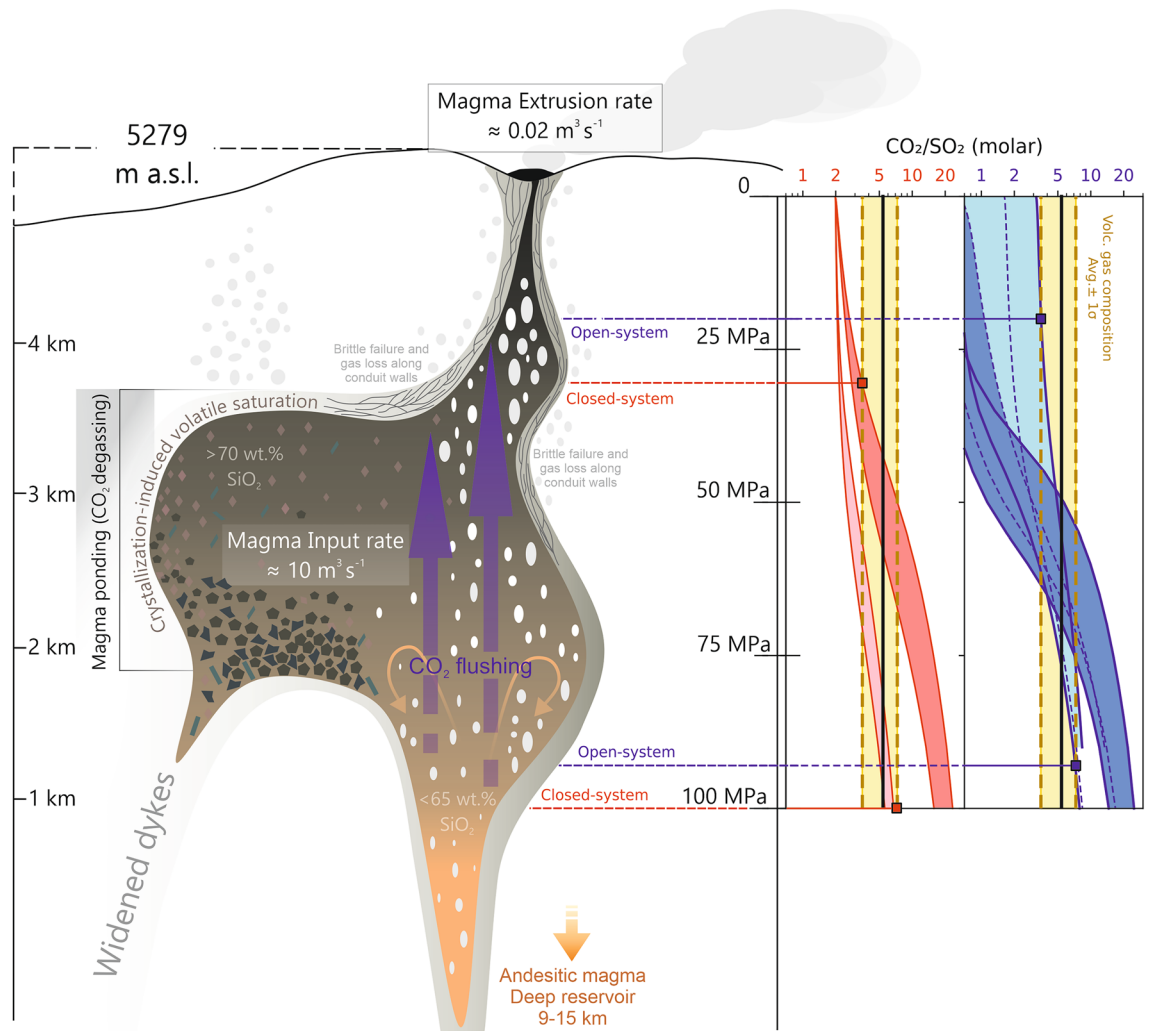 Magma Extrusion rate
≈ 0.02 m³ s⁻¹
5279
m a.s.l.
4 km
3 km
2 km
1 km
Magma ponding (CO₂ degassing)
Crystallization-induced volatile saturation
Brittle failure and
gas loss along
conduit walls
>70 wt.%
SiO₂
Magma Input rate
≈ 10 m³ s⁻¹
Brittle failure and
gas loss along
conduit walls
CO₂ flushing
<65 wt.%
SiO₂
Widened dykes
Andesitic magma
Deep reservoir
9-15 km
Open-system
Closed-system
Open-system
Closed-system
0
25 MPa
50 MPa
75 MPa
100 MPa
CO₂/SO₂ (molar)
1 2 5 10 20
1 2 5 10 20
Volc. gas composition
Avg.± 1σ